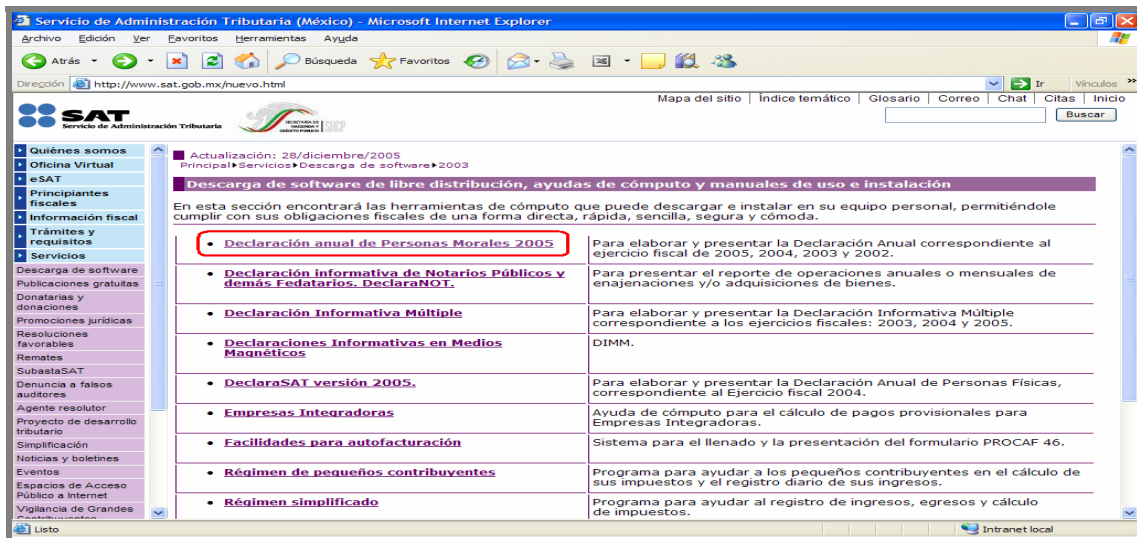 Servicio de Administración Tributaria (México) - Microsoft Internet Explorer
Archivo Edición Ver Favoritos Herramientas Ayuda
Atrás Búsqueda Favoritos
Dirección http://www.sat.gob.mx/nuevo.html Ir Vínculos »
Mapa del sitio | Índice temático | Glosario | Correo | Chat | Citas | Inicio
SAT
Servicio de Administración Tributaria
SECRETARÍA DE
HACIENDA Y
CRÉDITO PÚBLICO
SHCP
Buscar
Quiénes somos
Oficina Virtual
eSAT
Principiantes
fiscales
Información fiscal
Trámites y
requisitos
Servicios
Descarga de software
Publicaciones gratuitas
Donatarias y
donaciones
Promociones jurídicas
Resoluciones
favorables
Remates
SubastaSAT
Denuncia a falsos
auditores
Agente resolutor
Proyecto de desarrollo
tributario
Simplificación
Noticias y boletines
Eventos
Espacios de Acceso
Público a Internet
Vigilancia de Grandes
Contribuyentes
Actualización: 28/diciembre/2005
Principal▸Servicios▸Descarga de software▸2003
Descarga de software de libre distribución, ayudas de cómputo y manuales de uso e instalación
En esta sección encontrará las herramientas de cómputo que puede descargar e instalar en su equipo personal, permitiéndole
cumplir con sus obligaciones fiscales de una forma directa, rápida, sencilla, segura y cómoda.
• Declaración anual de Personas Morales 2005
Para elaborar y presentar la Declaración Anual correspondiente al
ejercicio fiscal de 2005, 2004, 2003 y 2002.
• Declaración informativa de Notarios Públicos y
demás Fedatarios. DeclaraNOT.
Para presentar el reporte de operaciones anuales o mensuales de
enajenaciones y/o adquisiciones de bienes.
• Declaración Informativa Múltiple
Para elaborar y presentar la Declaración Informativa Múltiple
correspondiente a los ejercicios fiscales: 2003, 2004 y 2005.
• Declaraciones Informativas en Medios
Magnéticos
DIMM.
• DeclaraSAT versión 2005.
Para elaborar y presentar la Declaración Anual de Personas Físicas,
correspondiente al Ejercicio fiscal 2004.
• Empresas Integradoras
Ayuda de cómputo para el cálculo de pagos provisionales para
Empresas Integradoras.
• Facilidades para autofacturación
Sistema para el llenado y la presentación del formulario PROCAF 46.
• Régimen de pequeños contribuyentes
Programa para ayudar a los pequeños contribuyentes en el cálculo de
sus impuestos y el registro diario de sus ingresos.
• Régimen simplificado
Programa para ayudar al registro de ingresos, egresos y cálculo
de impuestos.
Listo
Intranet local